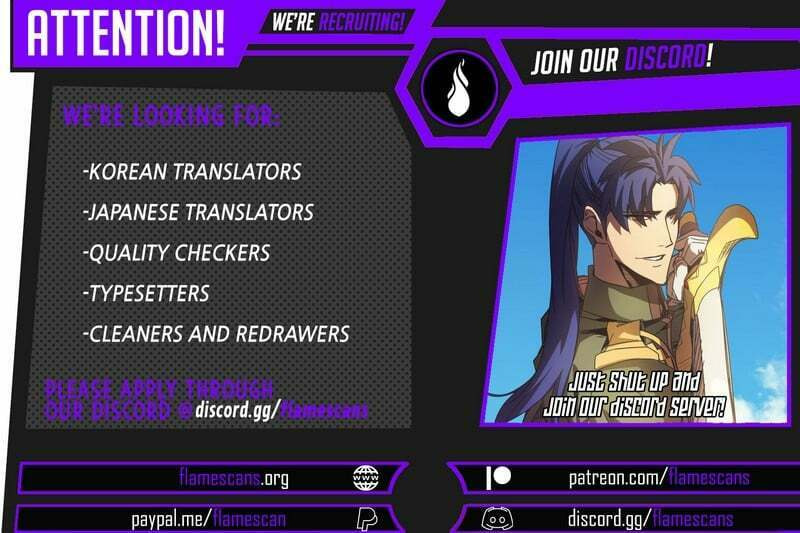 ATTENTION!
WE'RE RECRUITING!
JOIN OUR DISCORD!
WE'RE LOOKING FOR:
-KOREAN TRANSLATORS
-JAPANESE TRANSLATORS
-QUALITY CHECKERS
-TYPESETTERS
-CLEANERS AND REDRAWERS
PLEASE APPLY THROUGH
OUR DISCORD @discord.gg/flamescans
Just shut up and
Join our discord server!
flamescans.org
www
patreon.com/flamescans
paypal.me/flamescan
discord.gg/flamescans